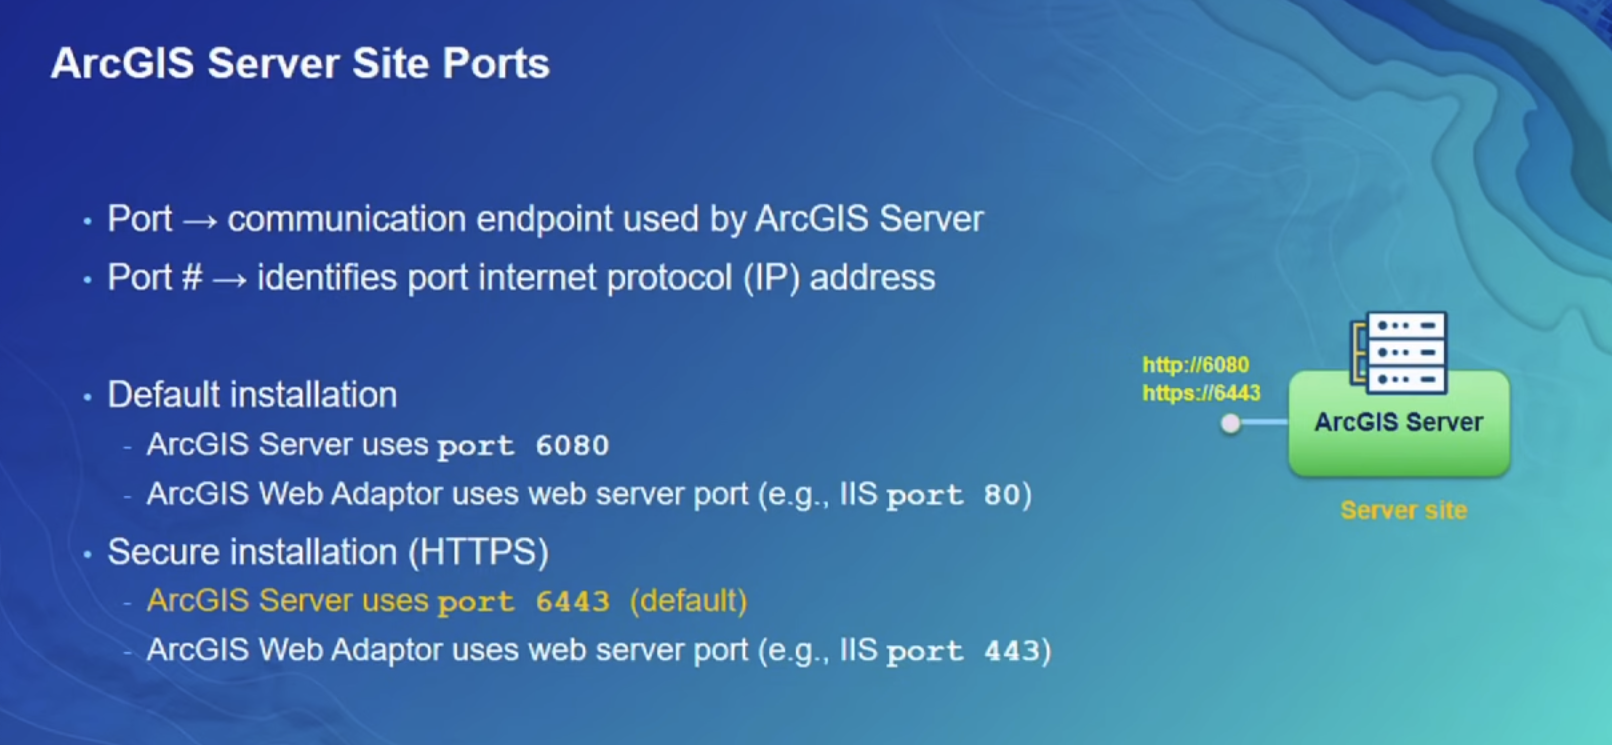 ArcGIS Server Site Ports
• Port → communication endpoint used by ArcGIS Server
• Port # → identifies port internet protocol (IP) address
• Default installation
- ArcGIS Server uses port 6080
- ArcGIS Web Adaptor uses web server port (e.g., IIS port 80)
• Secure installation (HTTPS)
- ArcGIS Server uses port 6443 (default)
- ArcGIS Web Adaptor uses web server port (e.g., IIS port 443)
http://6080
https://6443
ArcGIS Server
Server site